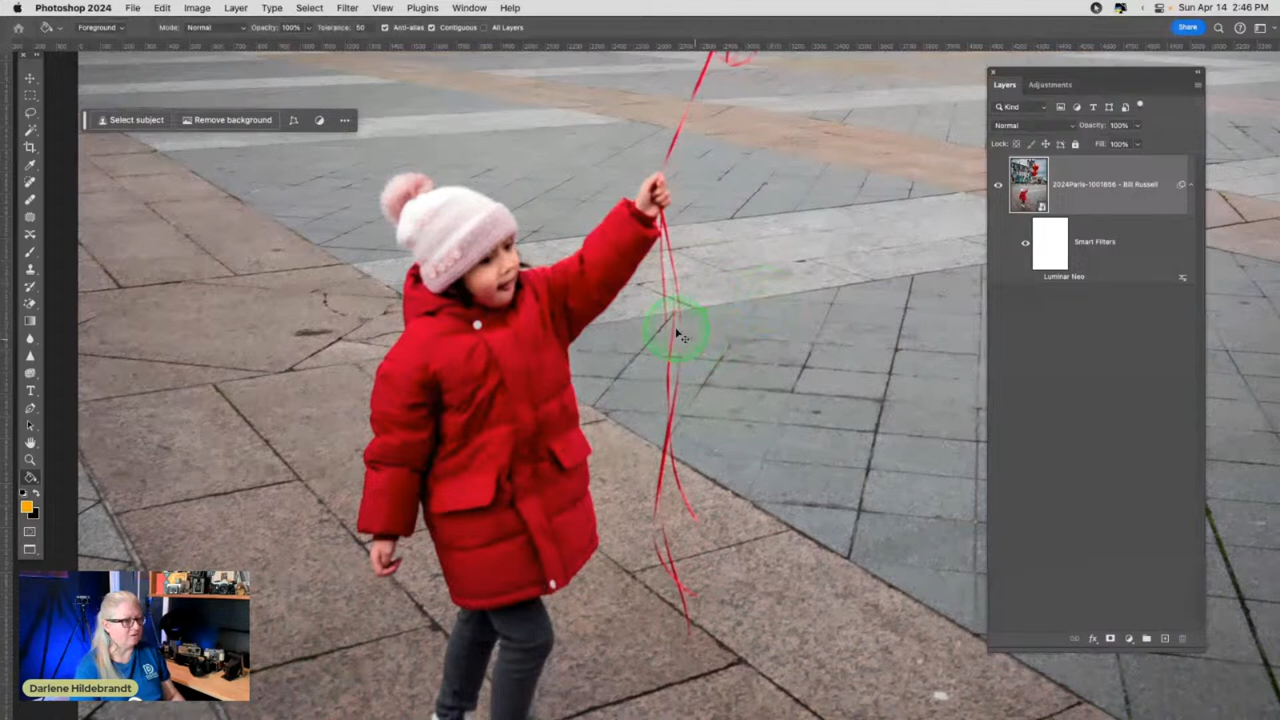 Photoshop 2024 File Edit Image Layer Type Select Filter View Plugins Window Help Sun Apr 14 2:46 PM
Foreground Mode: Normal Opacity: 100% Tolerance: 50 Anti-alias Contiguous All Layers Share
Select subject Remove background
Layers Adjustments
Kind
Normal Opacity: 100%
Lock: Fill: 100%
2024Paris-1001866 - Bill Russell
Smart Filters
Luminar Neo
Darlene Hildebrandt